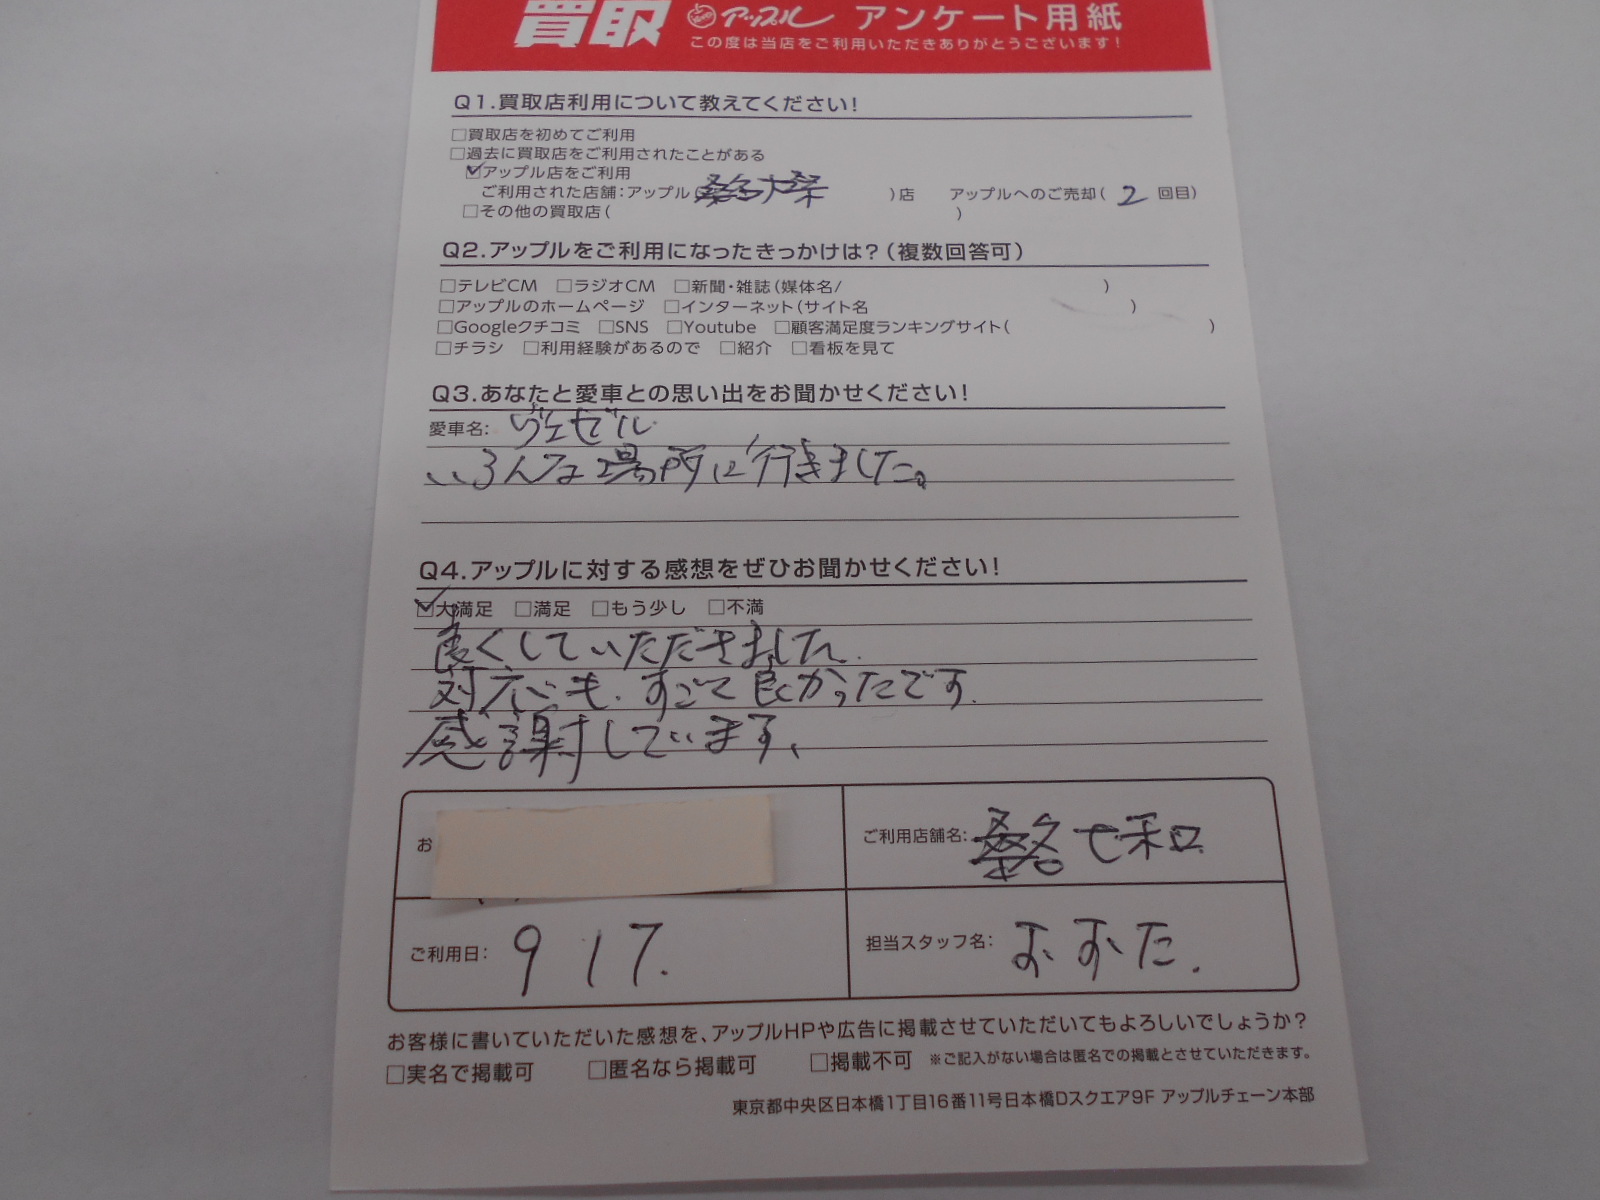 買取 アップル アンケート用紙
この度は当店をご利用いただきありがとうございます!
Q1.買取店利用について教えてください!
□買取店を初めてご利用
□過去に買取店をご利用されたことがある
☑アップル店をご利用
ご利用された店舗:アップル( )店 アップルへのご売却( 2 回目)
□その他の買取店( )
Q2.アップルをご利用になったきっかけは?(複数回答可)
□テレビCM □ラジオCM □新聞・雑誌(媒体名/ )
□アップルのホームページ □インターネット(サイト名 )
□Googleクチコミ □SNS □Youtube □顧客満足度ランキングサイト( )
□チラシ □利用経験があるので □紹介 □看板を見て
Q3.あなたと愛車との思い出をお聞かせください!
愛車名: ヴェゼル
いろんな場所に行きました。
Q4.アップルに対する感想をぜひお聞かせください!
☑大満足 □満足 □もう少し □不満
良くしていただきました.
対応も.すごく良かったです.
感謝しています、
お
ご利用店舗名: 桑名七和
ご利用日: 9 17.
担当スタッフ名: おおた.
お客様に書いていただいた感想を、アップルHPや広告に掲載させていただいてもよろしいでしょうか?
□実名で掲載可 □匿名なら掲載可 □掲載不可 ※ご記入がない場合は匿名での掲載とさせていただきます。
東京都中央区日本橋1丁目16番11号日本橋Dスクエア9F アップルチェーン本部